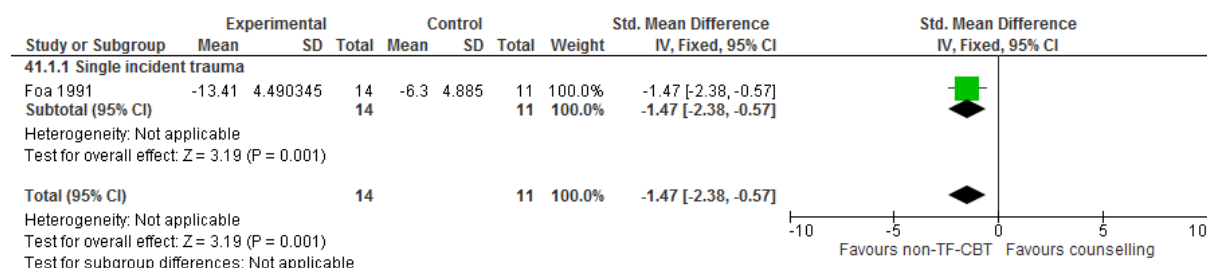 Experimental Control Std. Mean Difference Std. Mean Difference
Study or Subgroup Mean SD Total Mean SD Total Weight IV, Fixed, 95% CI IV, Fixed, 95% CI
41.1.1 Single incident trauma
Foa 1991 -13.41 4.490345 14 -6.3 4.885 11 100.0% -1.47 [-2.38, -0.57]
Subtotal (95% CI) 14 11 100.0% -1.47 [-2.38, -0.57]
Heterogeneity: Not applicable
Test for overall effect: Z = 3.19 (P = 0.001)
Total (95% CI) 14 11 100.0% -1.47 [-2.38, -0.57]
Heterogeneity: Not applicable
Test for overall effect: Z = 3.19 (P = 0.001)
Test for subgroup differences: Not applicable
-10 -5 0 5 10
Favours non-TF-CBT Favours counselling